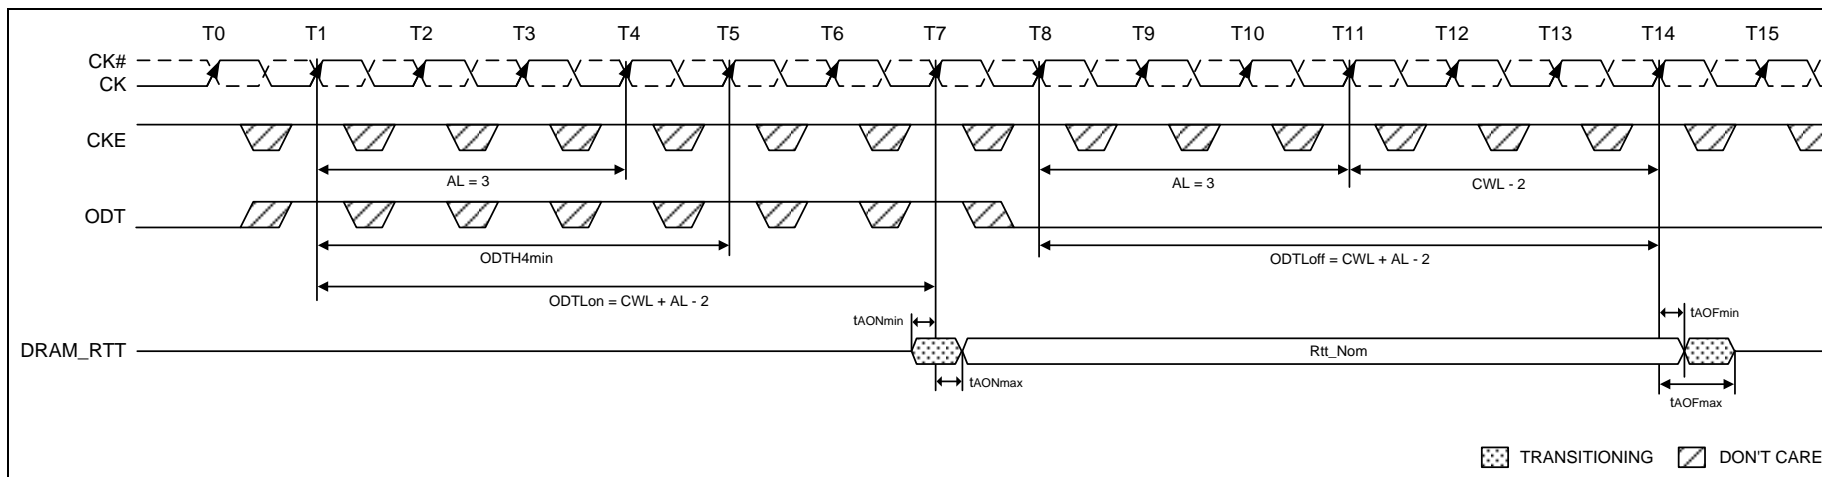 T0 T1 T2 T3 T4 T5 T6 T7 T8 T9 T10 T11 T12 T13 T14 T15
CK#
CK
CKE
AL = 3 AL = 3 CWL - 2
ODT
ODTH4min ODTLoff = CWL + AL - 2
ODTLon = CWL + AL - 2
tAONmin tAOFmin
DRAM_RTT Rtt_Nom
tAONmax
tAOFmax
TRANSITIONING DON'T CARE